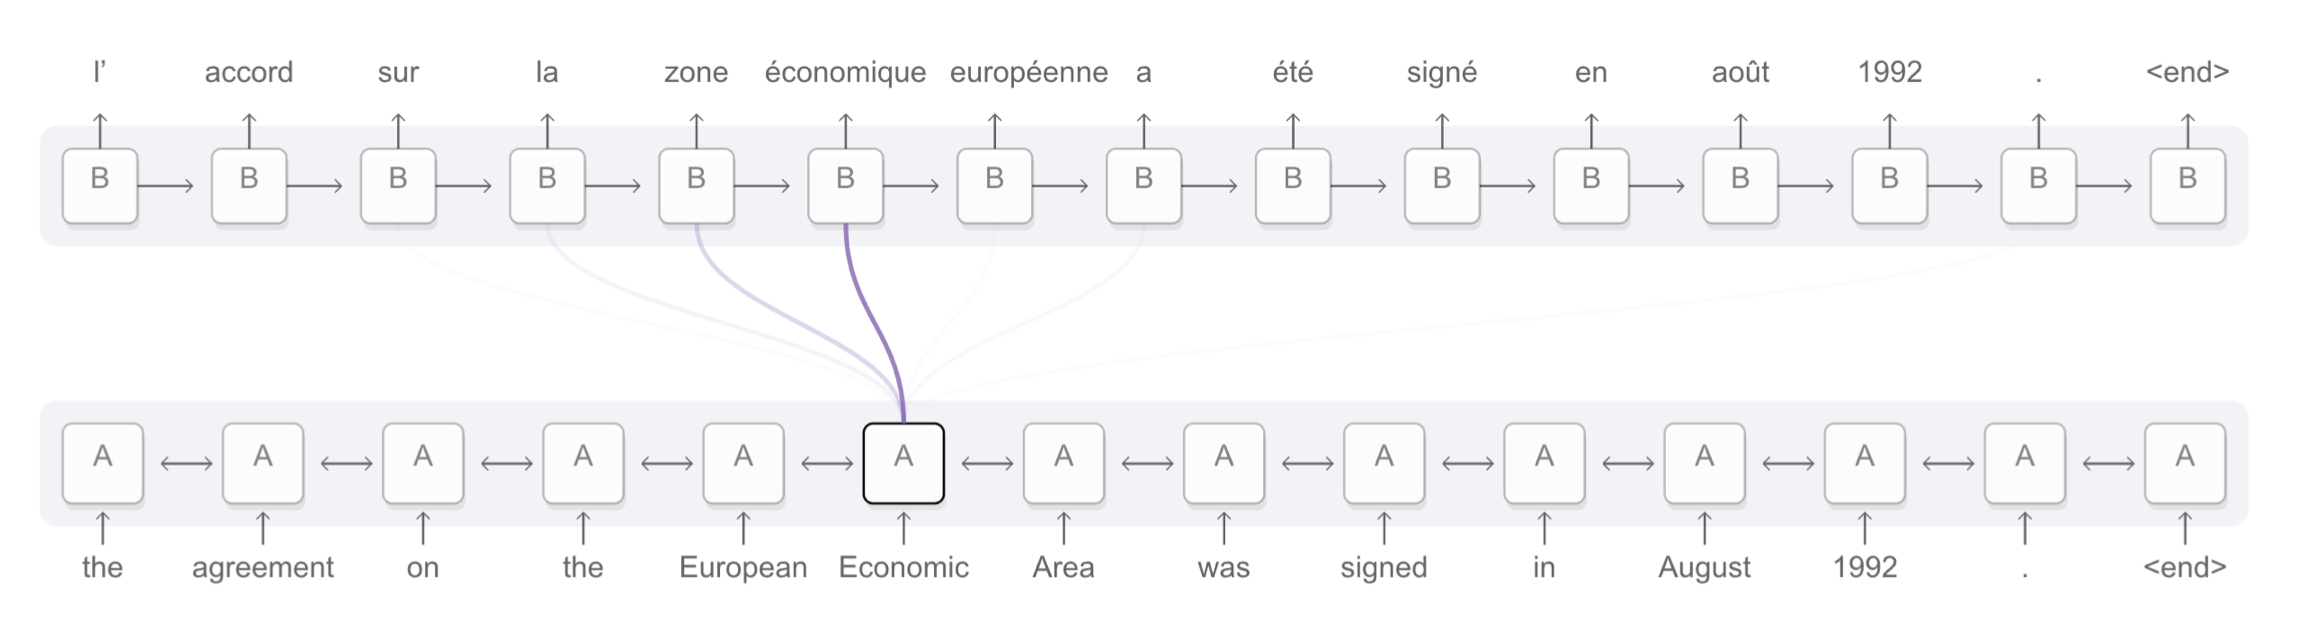 l’ accord sur la zone économique européenne a été signé en août 1992 . <end>
B B B B B B B B B B B B B B B
A A A A A A A A A A A A A A
the agreement on the European Economic Area was signed in August 1992 . <end>